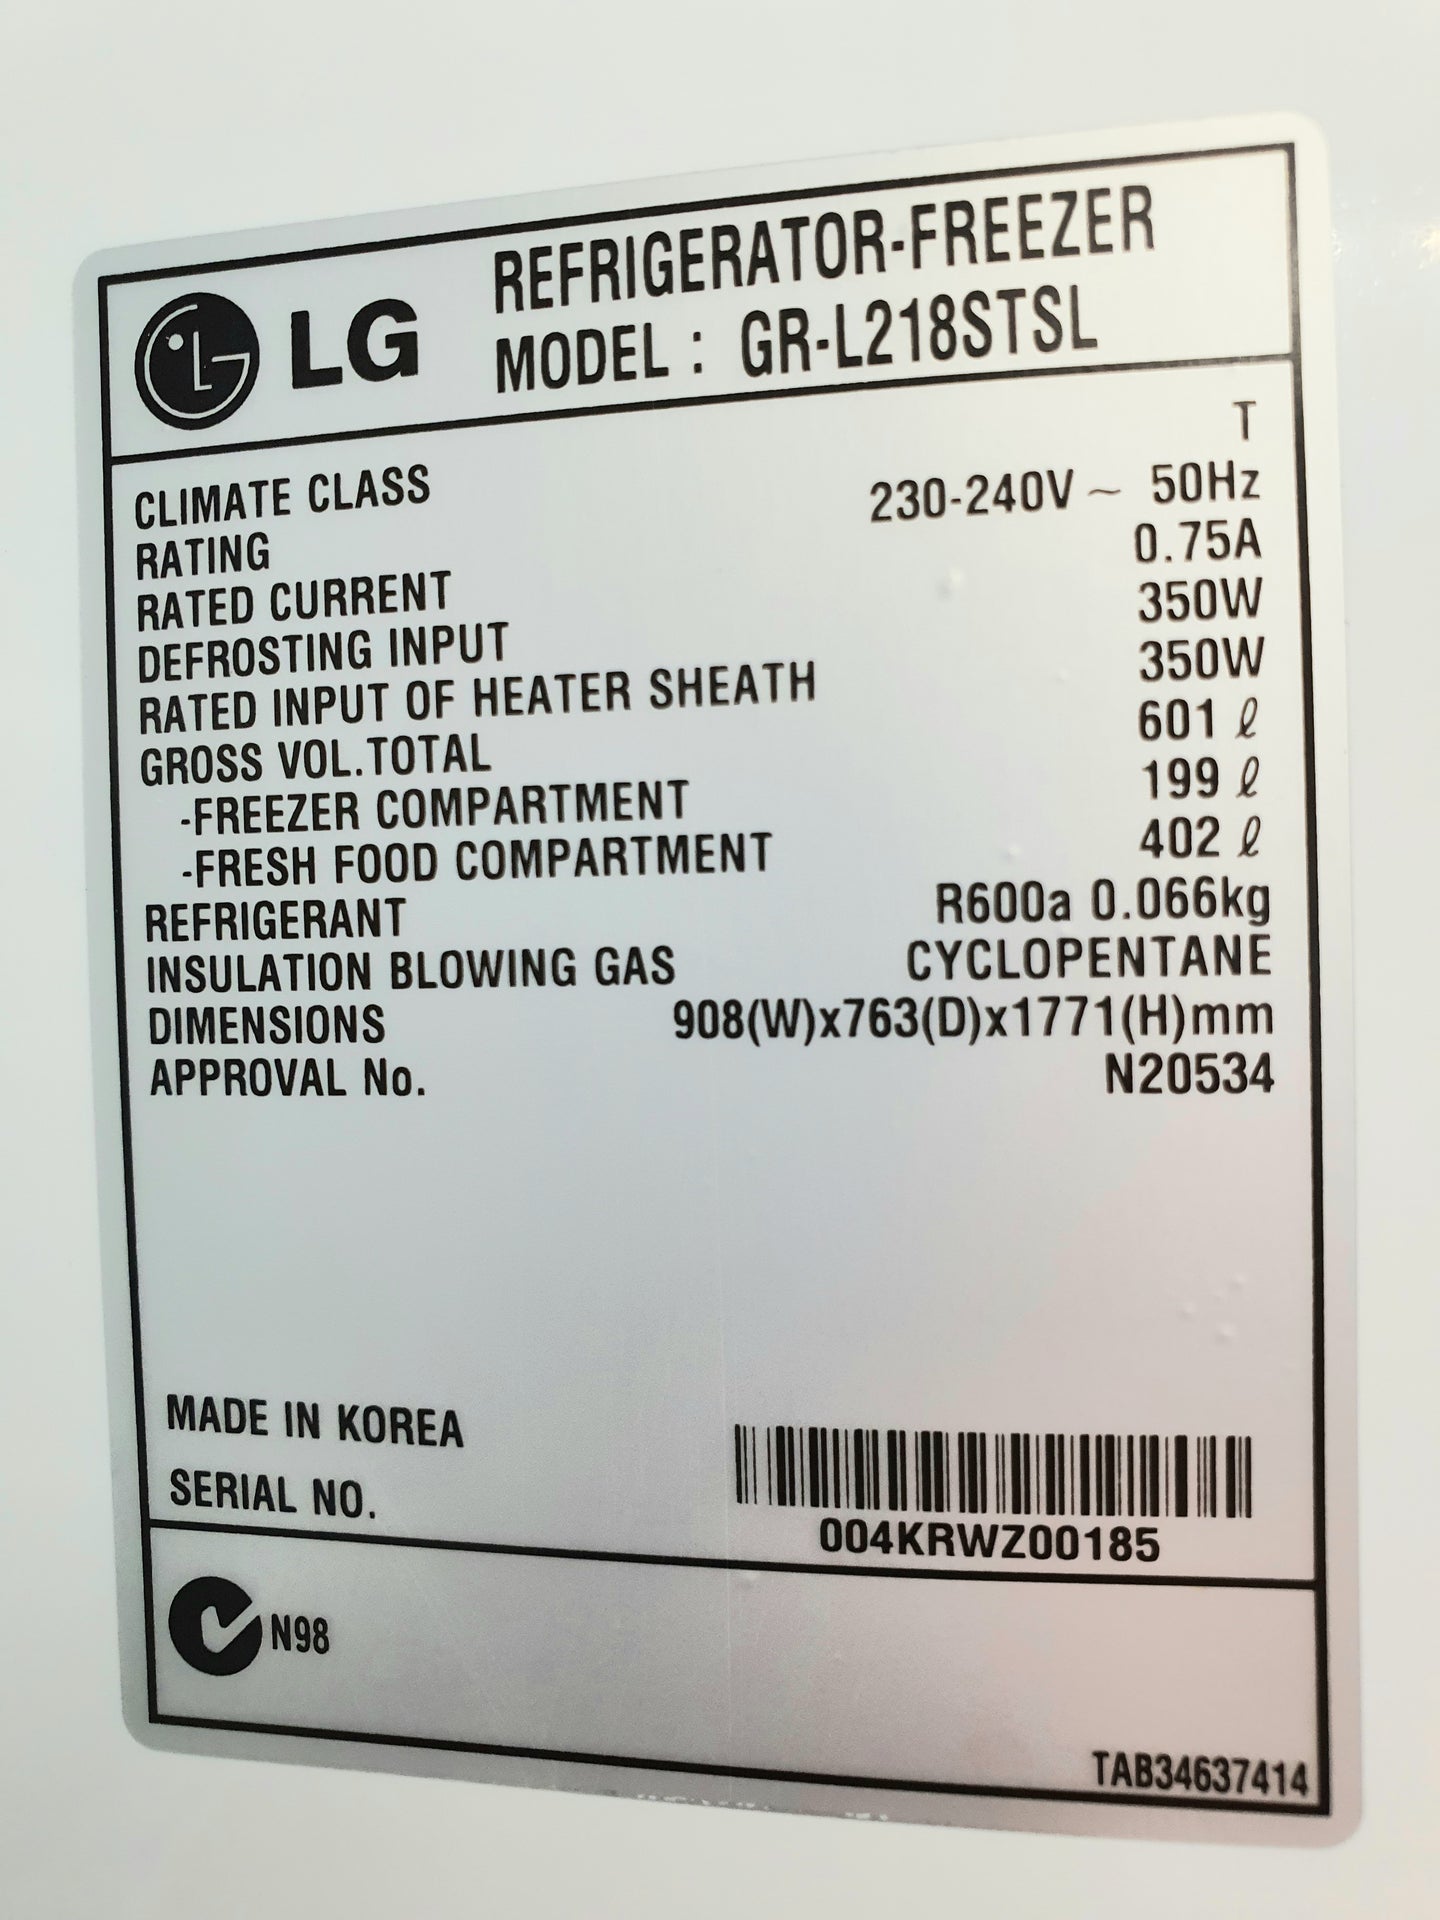 LG
REFRIGERATOR-FREEZER
MODEL : GR-L218STSL
CLIMATE CLASS T
RATING 230-240V ~ 50Hz
RATED CURRENT 0.75A
DEFROSTING INPUT 350W
RATED INPUT OF HEATER SHEATH 350W
GROSS VOL.TOTAL 601 ℓ
-FREEZER COMPARTMENT 199 ℓ
-FRESH FOOD COMPARTMENT 402 ℓ
REFRIGERANT R600a 0.066kg
INSULATION BLOWING GAS CYCLOPENTANE
DIMENSIONS 908(W)x763(D)x1771(H)mm
APPROVAL No. N20534
MADE IN KOREA
SERIAL NO.
004KRWZ00185
N98
TAB34637414